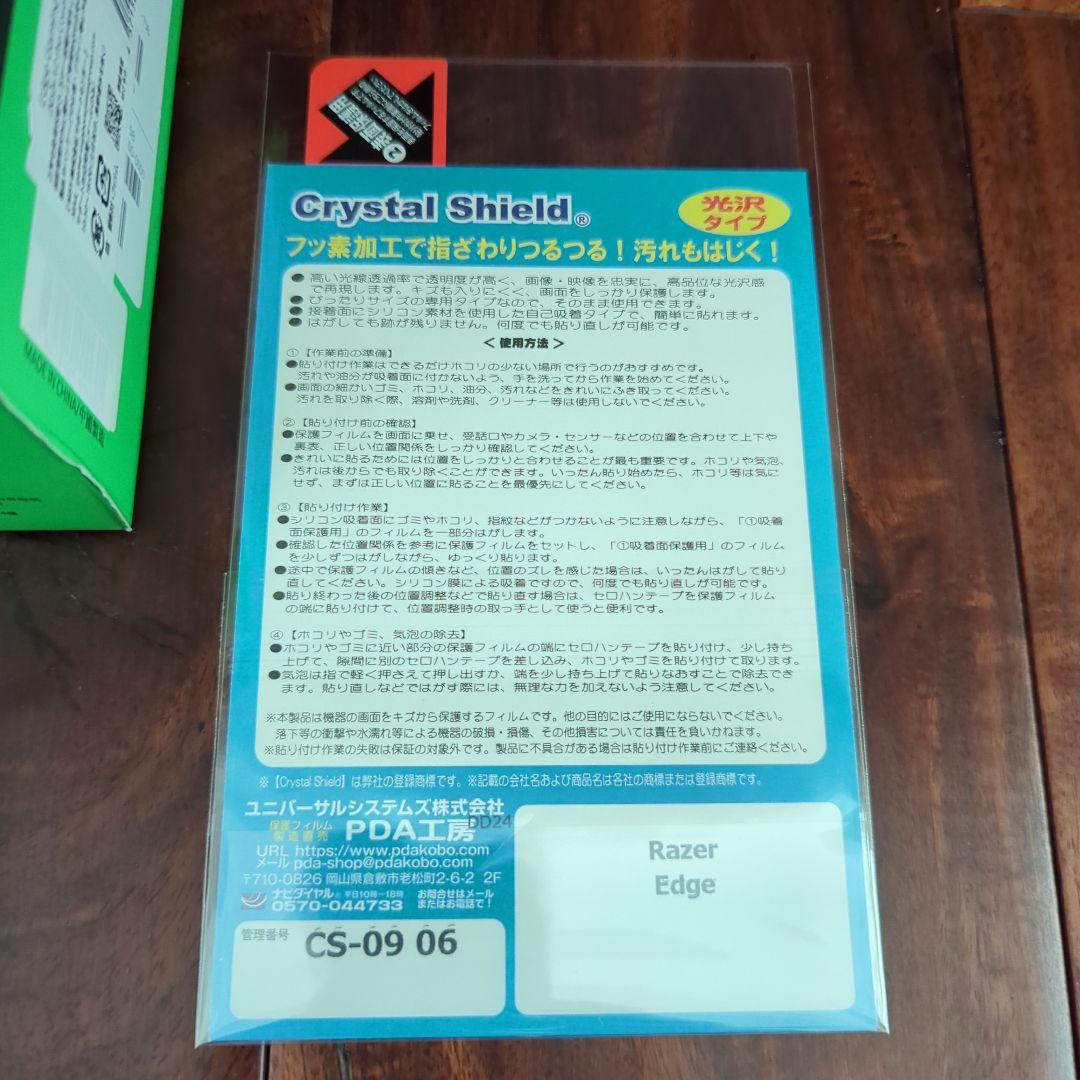 Crystal Shield®
光沢
タイプ
フッ素加工で指ざわりつるつる！汚れもはじく！
● 高い光線透過率で透明度が高く、画像・映像を忠実に、高品位な光沢感
で再現します。キズも入りにくく、画面をしっかり保護します。
● ぴったりサイズの専用タイプなので、そのまま使用できます。
● 接着面にシリコン素材を使用した自己吸着タイプで、簡単に貼れます。
● はがしても跡が残りません。何度でも貼り直しが可能です。
＜使用方法＞
①【作業前の準備】
●貼り付け作業はできるだけホコリの少ない場所で行うのがおすすめです。
汚れや油分が吸着面に付かないよう、手を洗ってから作業を始めてください。
●画面の細かいゴミ、ホコリ、油分、汚れなどをきれいにふき取ってください。
汚れを取り除く際、溶剤や洗剤、クリーナー等は使用しないでください。
②【貼り付け前の確認】
●保護フィルムを画面に乗せ、受話口やカメラ・センサーなどの位置を合わせて上下や
裏表、正しい位置関係をしっかり確認してください。
●きれいに貼るためには位置をしっかりと合わせることが最も重要です。ホコリや気泡、
汚れは後からでも取り除くことができます。いったん貼り始めたら、ホコリ等は気に
せず、まずは正しい位置に貼ることを最優先にしてください。
③【貼り付け作業】
●シリコン吸着面にゴミやホコリ、指紋などがつかないように注意しながら、「①吸着
面保護用」のフィルムを一部分はがします。
●確認した位置関係を参考に保護フィルムをセットし、「①吸着面保護用」のフィルム
を少しずつはがしながら、ゆっくり貼ります。
●途中で保護フィルムの傾きなど、位置のズレを感じた場合は、いったんはがして貼り
直してください。シリコン膜による吸着ですので、何度でも貼り直しが可能です。
●貼り終わった後の位置調整などで貼り直す場合は、セロハンテープを保護フィルム
の端に貼り付けて、位置調整時の取っ手として使うと便利です。
④【ホコリやゴミ、気泡の除去】
●ホコリやゴミに近い部分の保護フィルムの端にセロハンテープを貼り付け、少し持ち
上げて、隙間に別のセロハンテープを差し込み、ホコリやゴミを貼り付けて取ります。
●気泡は指で軽く押さえて押し出すか、端を少し持ち上げて貼りなおすことで除去でき
ます。貼り直しなどではがす際には、無理な力を加えないよう注意してください。
※本製品は機器の画面をキズから保護するフィルムです。他の目的にはご使用にならないでください。
落下等の衝撃や水濡れ等による機器の破損・損傷、その他損害については責任を負いかねます。
※貼り付け作業の失敗は保証の対象外です。製品に不具合がある場合は貼り付け作業前にご連絡ください。
※【Crystal Shield】は弊社の登録商標です。※記載の会社名および商品名は各社の商標または登録商標です。
ユニバーサルシステムズ株式会社
保護フィルム
製造直売 PDA工房
DD24
URL https://www.pdakobo.com
メール pda-shop@pdakobo.com
〒710-0826 岡山県倉敷市老松町2-6-2 2F
ナビダイヤル® 平日10時～18時
0570-044733
お問合せはメール
またはお電話で！
管理番号
CS-09 06
Razer
Edge
MADE IN CHINA/中國製造